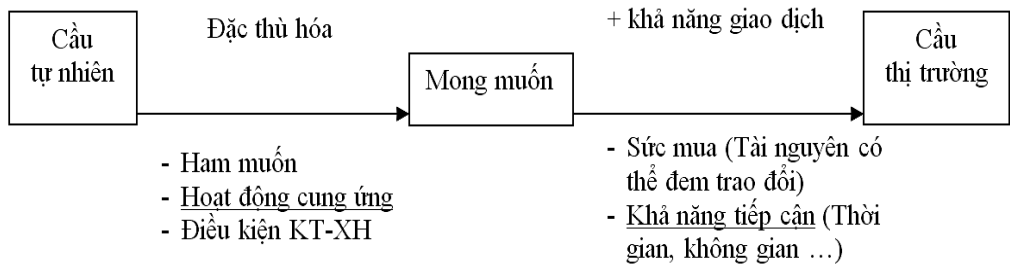 Cầu
tự nhiên
Đặc thù hóa
Mong muốn
+ khả năng giao dịch
Cầu
thị trường
- Ham muốn
- Hoạt động cung ứng
- Điều kiện KT-XH
- Sức mua (Tài nguyên có
thể đem trao đổi)
- Khả năng tiếp cận (Thời
gian, không gian …)